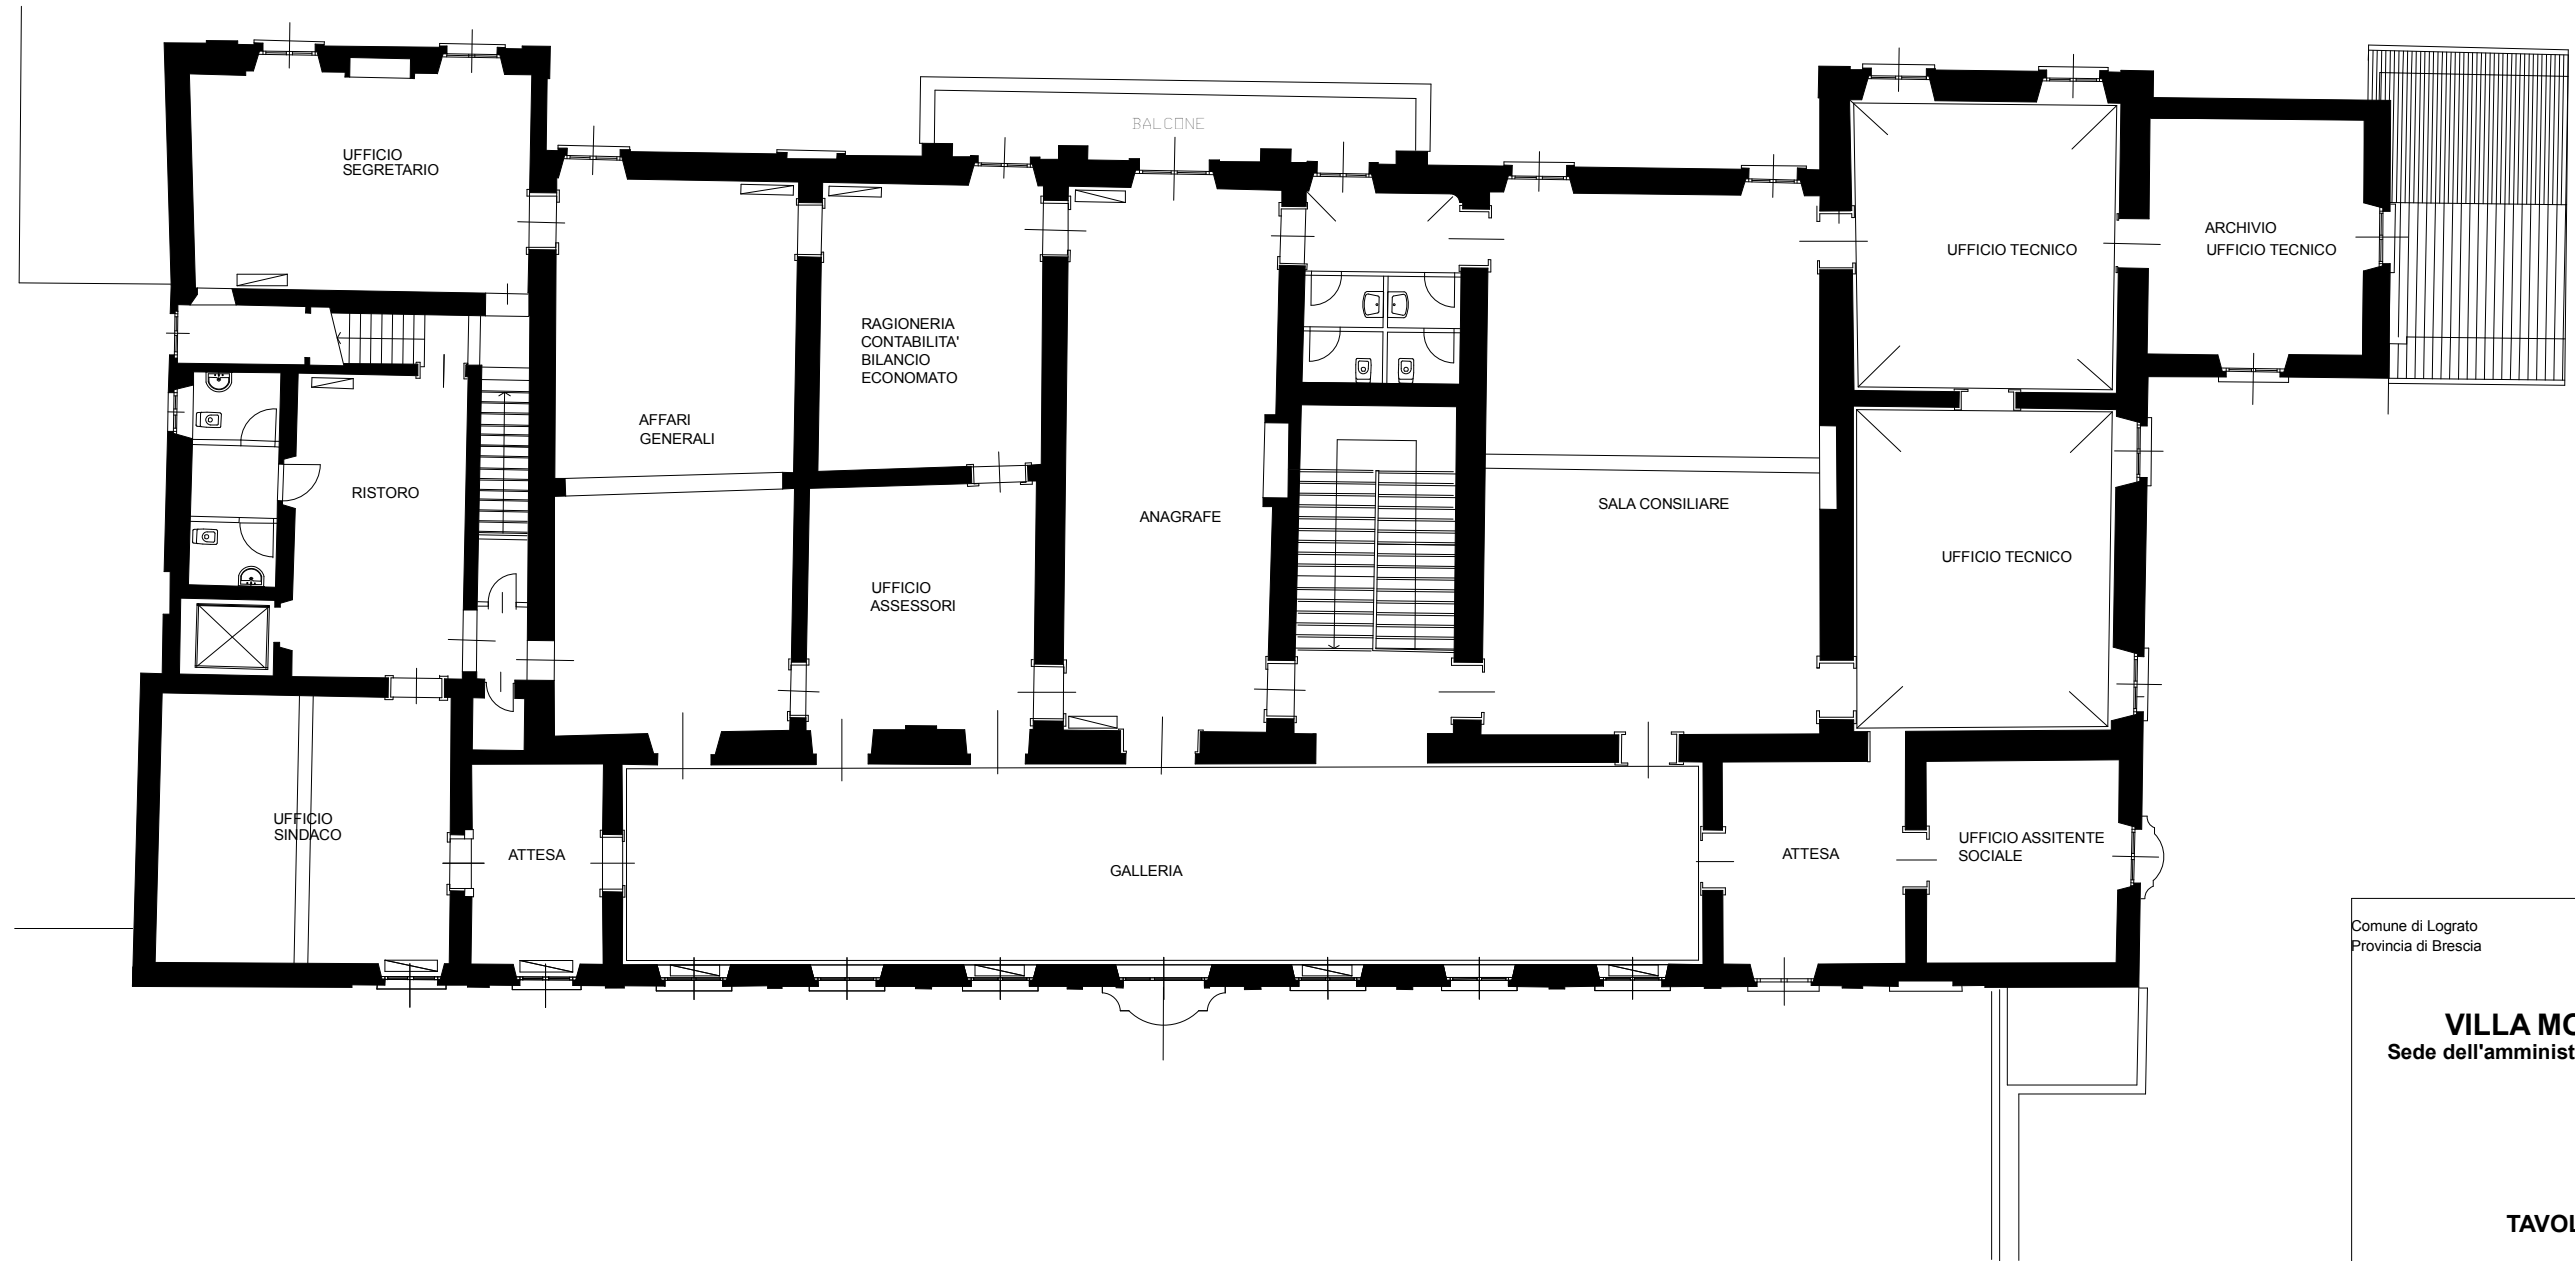 BALCONE
UFFICIO
SEGRETARIO
UFFICIO TECNICO
ARCHIVIO
UFFICIO TECNICO
RAGIONERIA
CONTABILITA'
BILANCIO
ECONOMATO
AFFARI
GENERALI
RISTORO
ANAGRAFE
SALA CONSILIARE
UFFICIO TECNICO
UFFICIO
ASSESSORI
UFFICIO
SINDACO
ATTESA
GALLERIA
ATTESA
UFFICIO ASSITENTE
SOCIALE
Comune di Lograto
Provincia di Brescia
VILLA MO
Sede dell'amminist
TAVOL